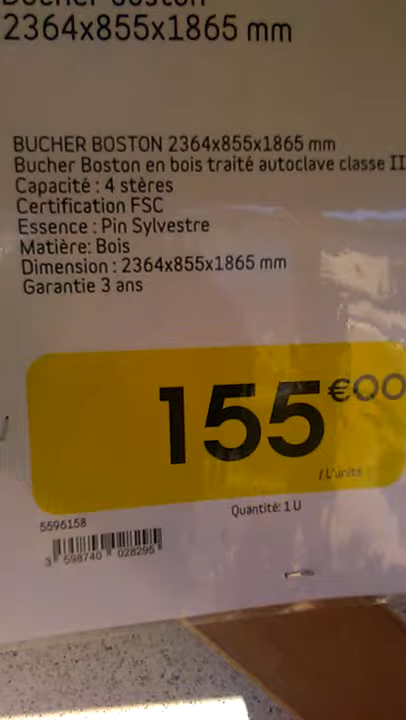 Bucher Boston
2364x855x1865 mm
BUCHER BOSTON 2364x855x1865 mm
Bucher Boston en bois traité autoclave classe II
Capacité : 4 stères
Certification FSC
Essence : Pin Sylvestre
Matière: Bois
Dimension : 2364x855x1865 mm
Garantie 3 ans
155€00
/ L'unité
Quantité: 1 U
5596158
3 598740 028295